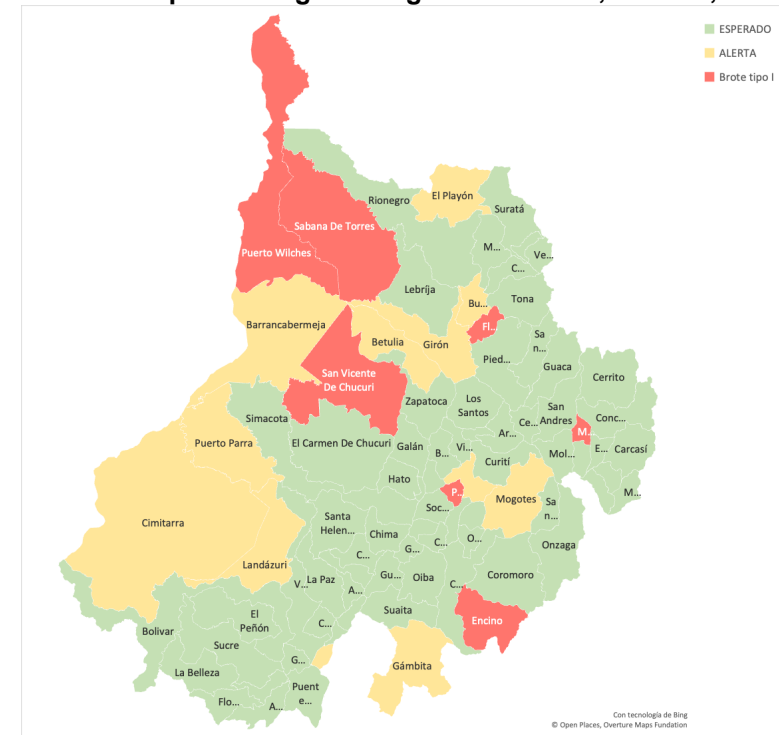 ESPERADO
ALERTA
Brote tipo I
El Playón
Rionegro
Suratá
Sabana De Torres
M...
Ve...
Puerto Wilches
C...
Lebríja
Tona
Bu...
Barrancabermeja
Fl...
Sa
n...
Betulia
Girón
Pied...
Guaca
San Vicente
De Chucuri
Cerrito
Zapatoca
Los
Santos
San
Andres
Simacota
Ce...
Conc...
Ar...
M...
Puerto Parra
El Carmen De Chucuri
Galán
Vi...
B...
Mol...
E...
Carcasí
Curití
Hato
P...
Mogotes
M...
Soc...
Sa
n...
Santa
Helen...
Cimitarra
Chima
O...
C...
G...
Onzaga
C...
Landázuri
V...
La Paz
Gu...
Oiba
C...
Coromoro
A...
Suaita
El
Peñón
C...
Encino
Bolivar
Sucre
G...
Gámbita
La Belleza
Puent
e...
Flo...
A...
Con tecnología de Bing
© Open Places, Overture Maps Foundation